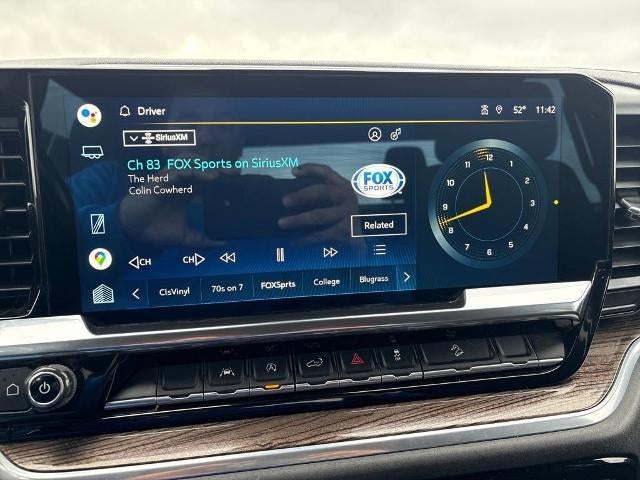 Driver
52° 11:42
SiriusXM
Ch 83 FOX Sports on SiriusXM
The Herd
Colin Cowherd
FOX
SPORTS
Related
CH CH
ClsVinyl 70s on 7 FOXSprts College Blugrass
12
11 1
10 2
9 3
8 4
7 5
6